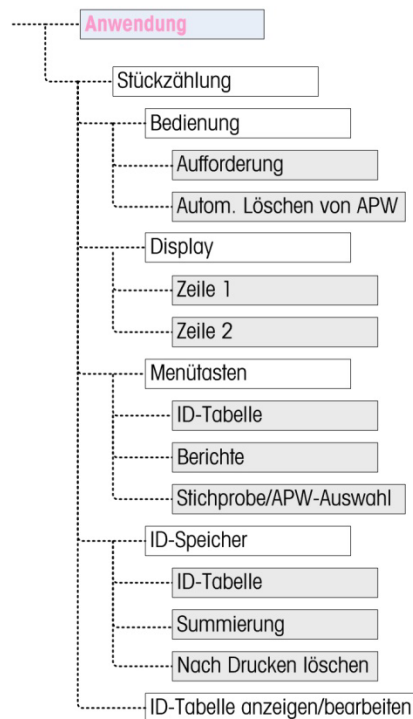 Anwendung
Stückzählung
Bedienung
Aufforderung
Autom. Löschen von APW
Display
Zeile 1
Zeile 2
Menütasten
ID-Tabelle
Berichte
Stichprobe/APW-Auswahl
ID-Speicher
ID-Tabelle
Summierung
Nach Drucken löschen
ID-Tabelle anzeigen/bearbeiten